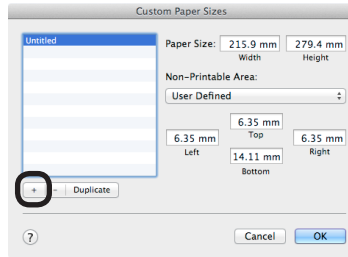 Custom Paper Sizes
Untitled
Paper Size: 215.9 mm 279.4 mm
Width Height
Non-Printable Area:
User Defined
6.35 mm
Top
6.35 mm 6.35 mm
Left Right
14.11 mm
Bottom
+ - Duplicate
? Cancel OK